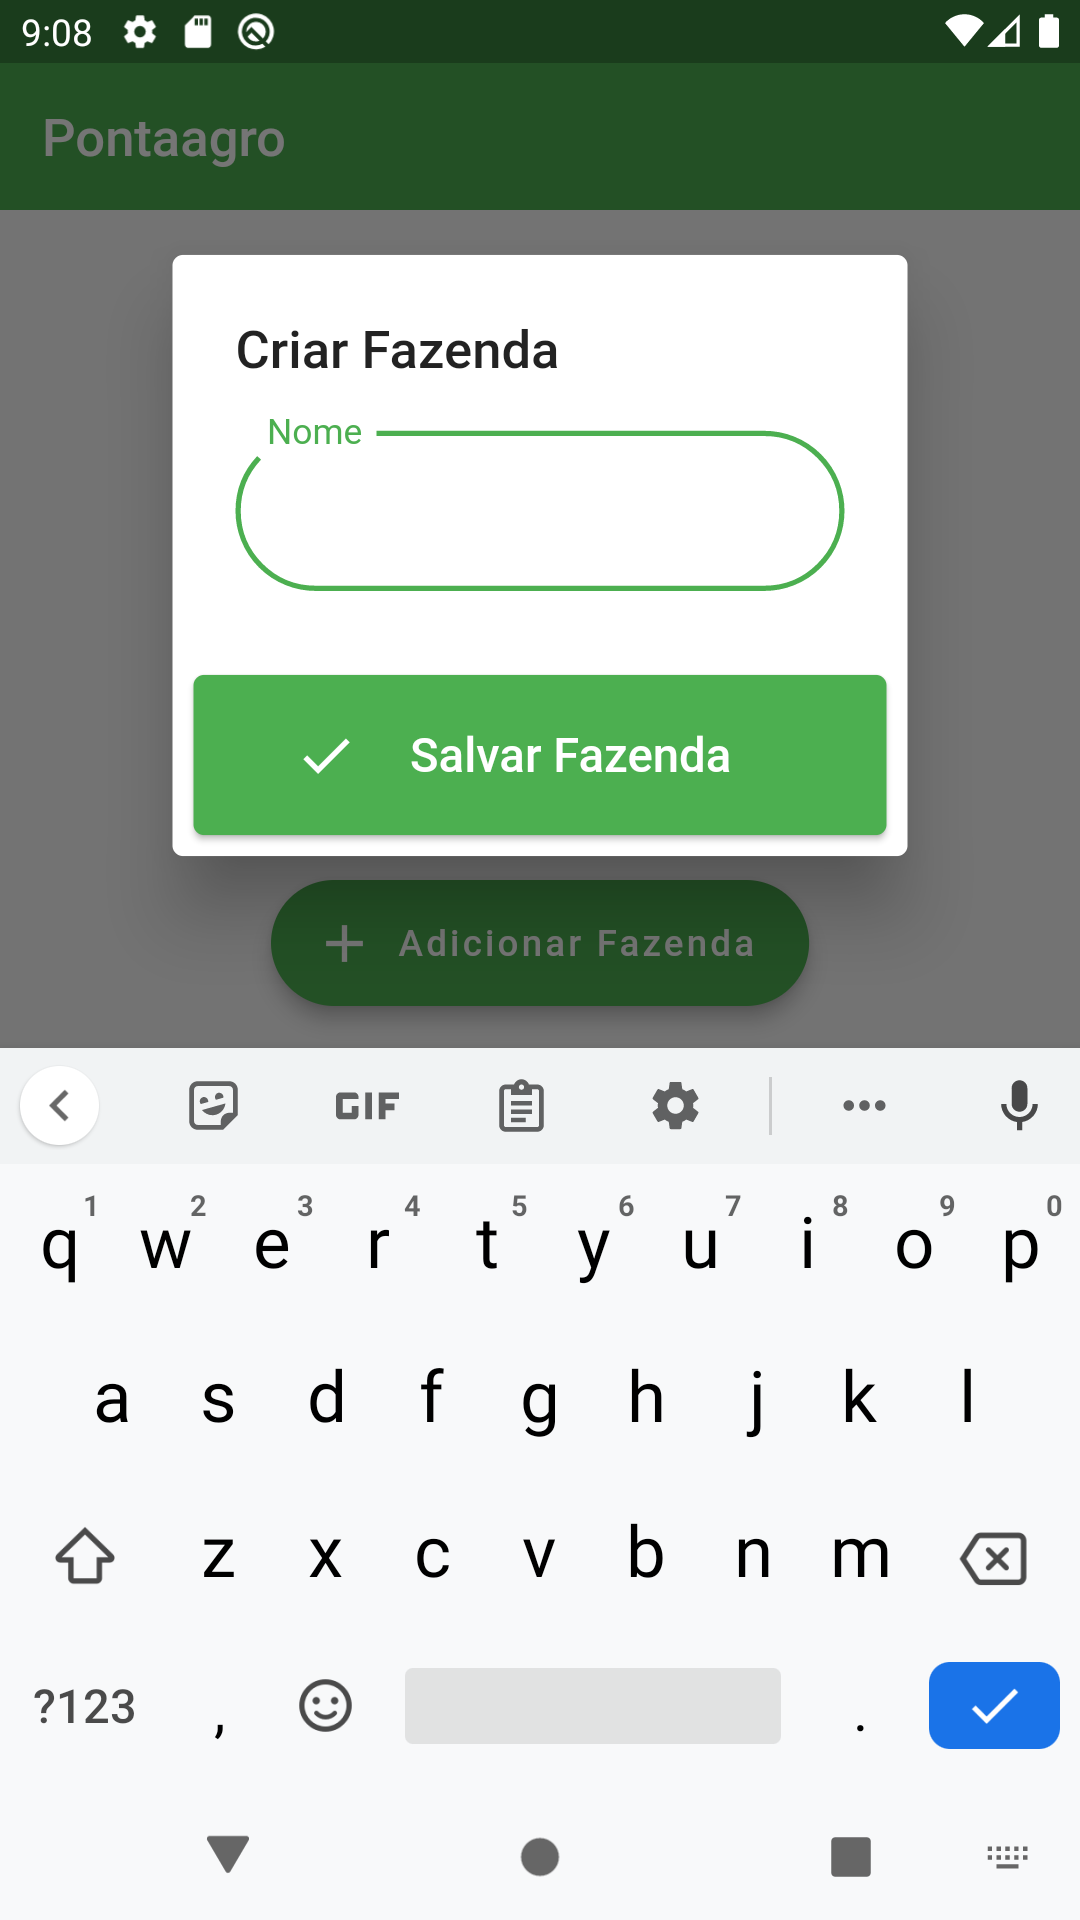 9:08
Pontaagro
Criar Fazenda
Nome
Salvar Fazenda
Adicionar Fazenda
GIF
1 2 3 4 5 6 7 8 9 0
q w e r t y u i o p
a s d f g h j k l
z x c v b n m
?123 , .